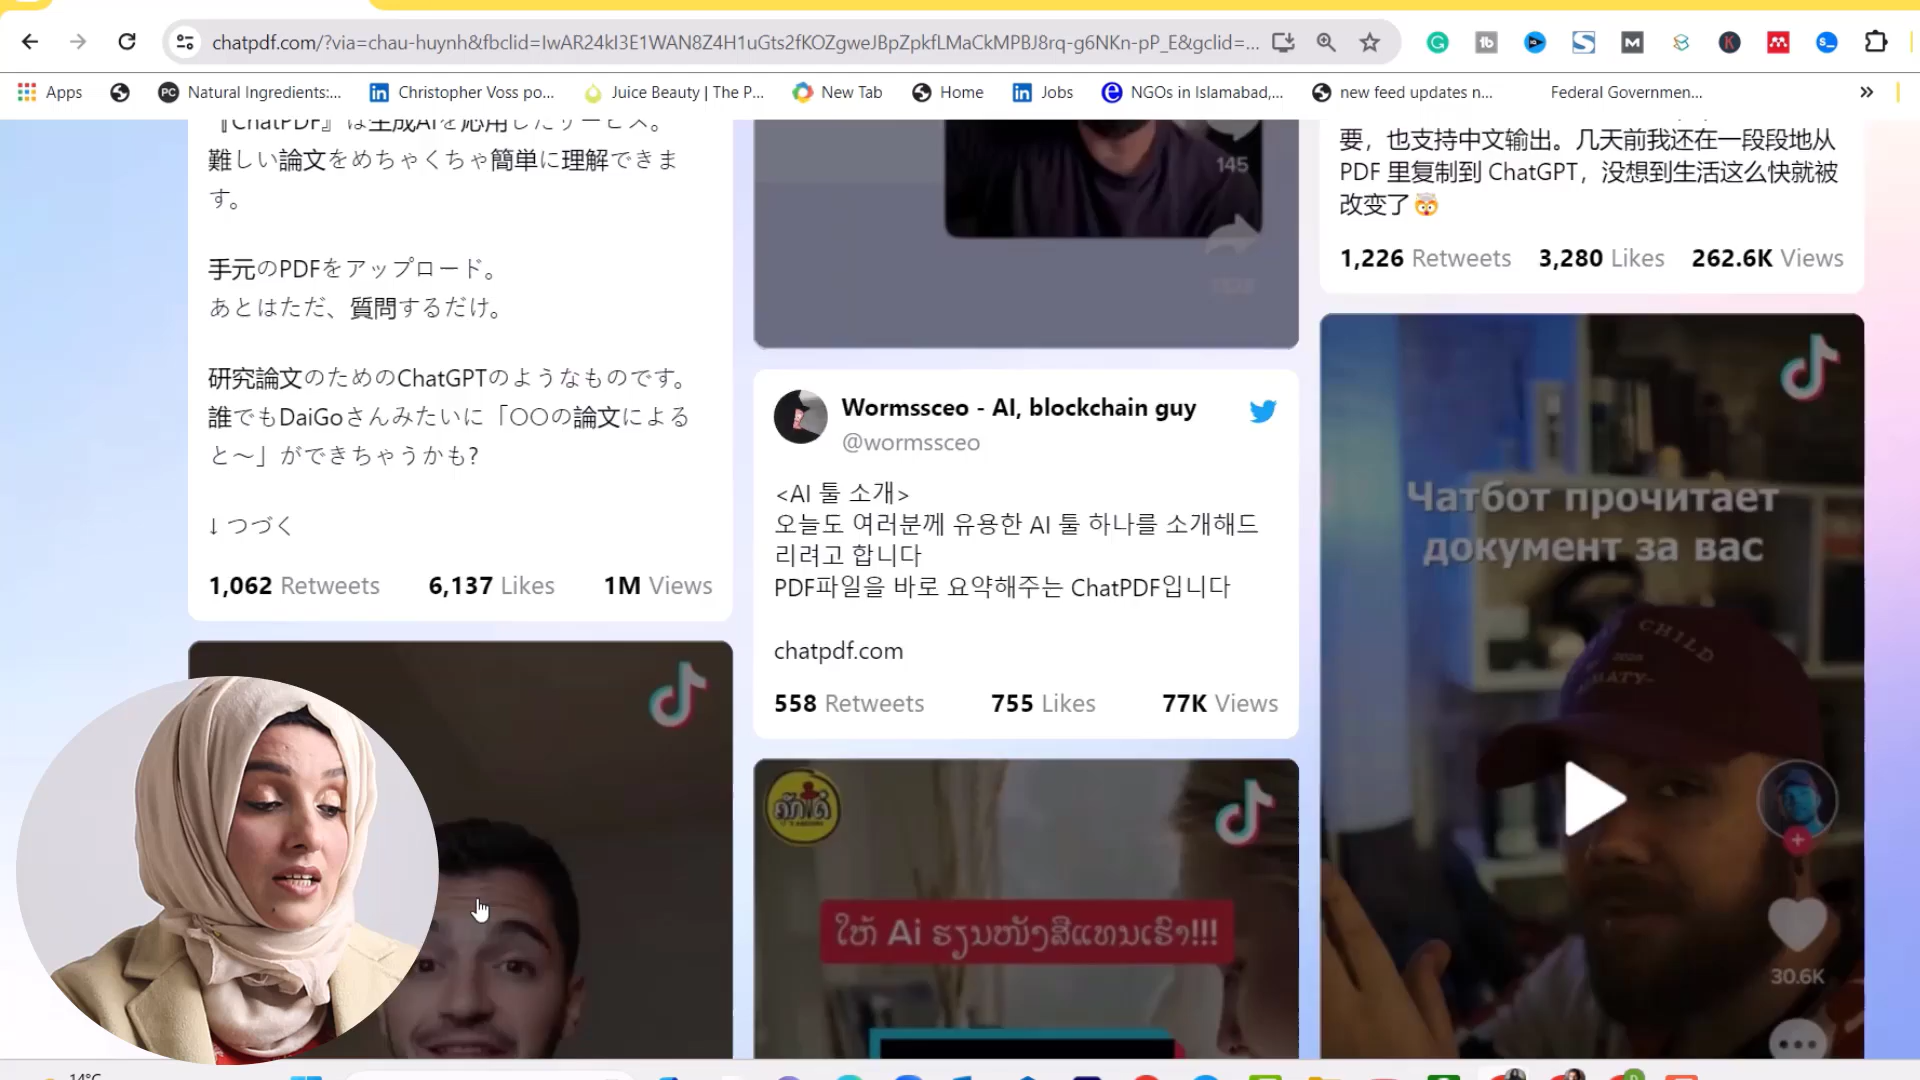 chatpdf.com/?via=chau-huynh&fbclid=IwAR24kI3E1WAN8Z4H1uGts2fKOZgweJBpZpkfLMaCkMPBJ8rq-g6NKn-pP_E&gclid=...
Apps
Natural Ingredients:...
Christopher Voss po...
Juice Beauty | The P...
New Tab
Home
Jobs
NGOs in Islamabad,...
new feed updates n...
Federal Governmen...
『ChatPDF』は生成AIを応用したサービス。
難しい論文をめちゃくちゃ簡単に理解できま
す。
手元のPDFをアップロード。
あとはただ、質問するだけ。
研究論文のためのChatGPTのようなものです。
誰でもDaiGoさんみたいに「〇〇の論文による
と〜」ができちゃうかも?
↓つづく
1,062 Retweets 6,137 Likes 1M Views
145
Wormssceo - AI, blockchain guy
@wormssceo
<AI 툴 소개>
오늘도 여러분께 유용한 AI 툴 하나를 소개해드
리려고 합니다
PDF파일을 바로 요약해주는 ChatPDF입니다
chatpdf.com
558 Retweets 755 Likes 77K Views
ໃຫ້ Ai ຮຽນໜັງສືແທນເຮົາ!!!
要，也支持中文输出。几天前我还在一段段地从
PDF 里复制到 ChatGPT，没想到生活这么快就被
改变了🤯
1,226 Retweets 3,280 Likes 262.6K Views
Чатбот прочитает
документ за вас
CH1LD
30.6K
14°C